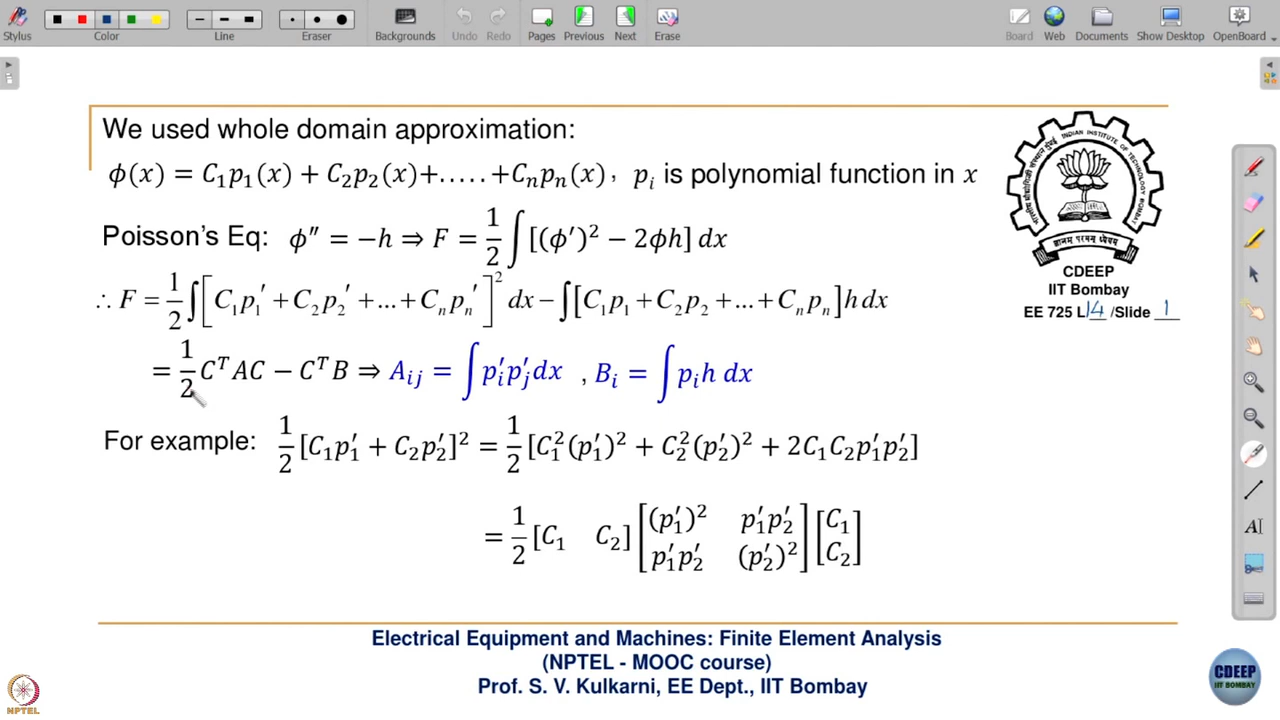 Stylus Color Line Eraser Backgrounds Undo Redo Pages Previous Next Erase Board Web Documents Show Desktop OpenBoard
We used whole domain approximation:
ϕ(x) = C₁p₁(x) + C₂p₂(x)+.....+Cₙpₙ(x), pᵢ is polynomial function in x
Poisson's Eq: ϕ″ = −h ⇒ F = 1/2 ∫[(ϕ′)² − 2ϕh] dx
∴ F = 1/2 ∫[C₁p₁′ + C₂p₂′ + ... + Cₙpₙ′]² dx − ∫[C₁p₁ + C₂p₂ + ... + Cₙpₙ]h dx
= 1/2 CᵀAC − CᵀB ⇒ Aᵢⱼ = ∫pᵢ′pⱼ′dx , Bᵢ = ∫pᵢh dx
For example: 1/2 [C₁p₁′ + C₂p₂′]² = 1/2 [C₁²(p₁′)² + C₂²(p₂′)² + 2C₁C₂p₁′p₂′]
= 1/2 [C₁ C₂] [(p₁′)² p₁′p₂′; p₁′p₂′ (p₂′)²] [C₁; C₂]
CDEEP
IIT Bombay
EE 725 L14 /Slide 1
Electrical Equipment and Machines: Finite Element Analysis
(NPTEL - MOOC course)
Prof. S. V. Kulkarni, EE Dept., IIT Bombay
NPTEL
CDEEP
IIT BOMBAY